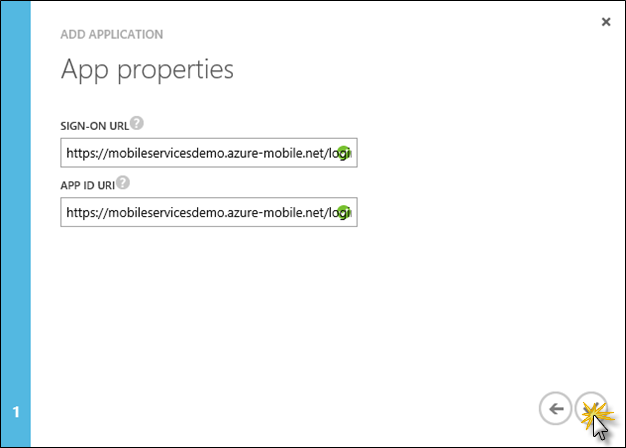 ADD APPLICATION
App properties
SIGN-ON URL
https://mobileservicesdemo.azure-mobile.net/logi
APP ID URI
https://mobileservicesdemo.azure-mobile.net/logi
1